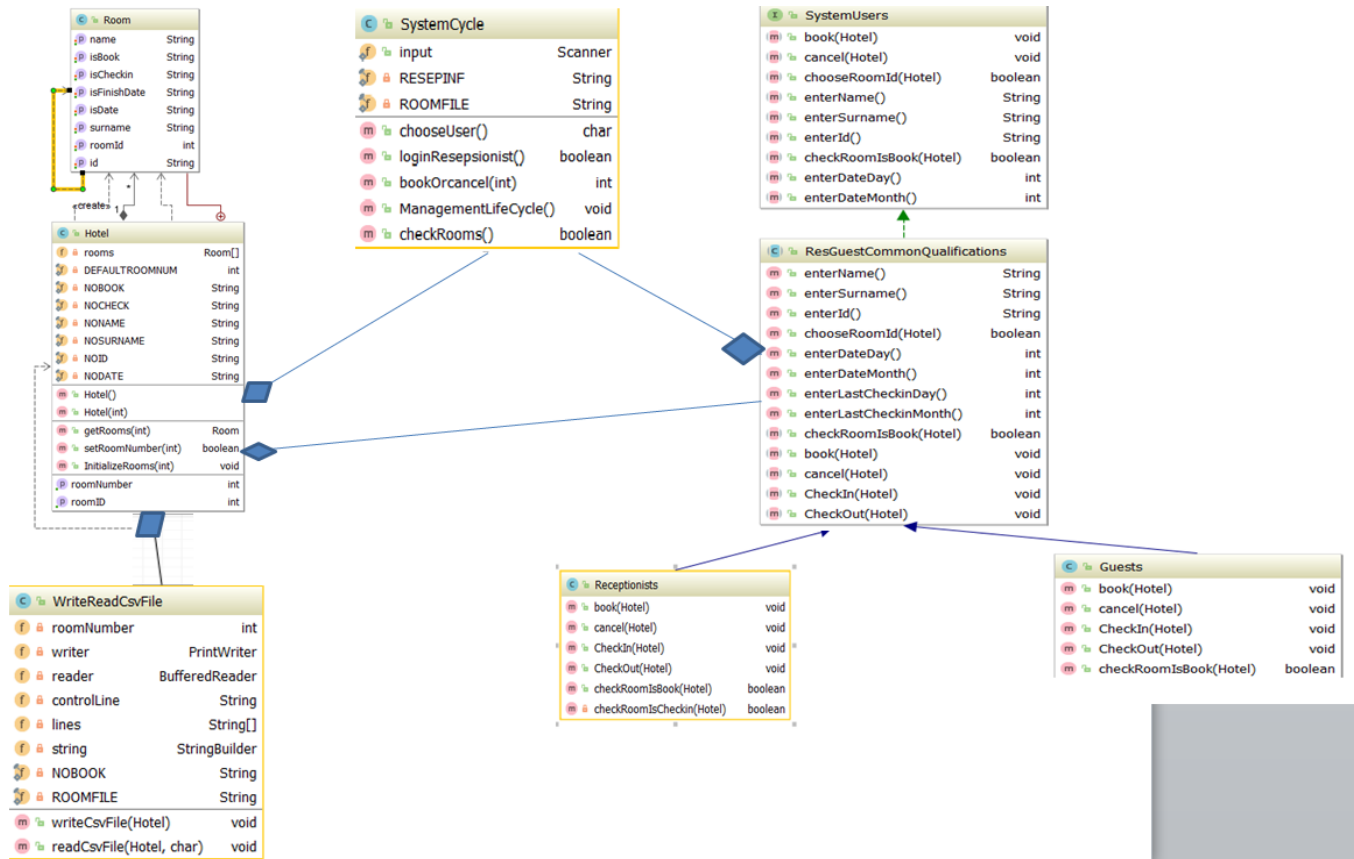 Room
name String
isBook String
isCheckin String
isFinishDate String
isDate String
surname String
roomId int
id String
«create»
1
*
Hotel
rooms Room[]
DEFAULTROOMNUM int
NOBOOK String
NOCHECK String
NONAME String
NOSURNAME String
NOID String
NODATE String
Hotel()
Hotel(int)
getRooms(int) Room
setRoomNumber(int) boolean
InitializeRooms(int) void
roomNumber int
roomID int
WriteReadCsvFile
roomNumber int
writer PrintWriter
reader BufferedReader
controlLine String
lines String[]
string StringBuilder
NOBOOK String
ROOMFILE String
writeCsvFile(Hotel) void
readCsvFile(Hotel, char) void
SystemCycle
input Scanner
RESEPINF String
ROOMFILE String
chooseUser() char
loginResepsionist() boolean
bookOrcancel(int) int
ManagementLifeCycle() void
checkRooms() boolean
SystemUsers
book(Hotel) void
cancel(Hotel) void
chooseRoomId(Hotel) boolean
enterName() String
enterSurname() String
enterId() String
checkRoomIsBook(Hotel) boolean
enterDateDay() int
enterDateMonth() int
ResGuestCommonQualifications
enterName() String
enterSurname() String
enterId() String
chooseRoomId(Hotel) boolean
enterDateDay() int
enterDateMonth() int
enterLastCheckinDay() int
enterLastCheckinMonth() int
checkRoomIsBook(Hotel) boolean
book(Hotel) void
cancel(Hotel) void
CheckIn(Hotel) void
CheckOut(Hotel) void
Receptionists
book(Hotel) void
cancel(Hotel) void
CheckIn(Hotel) void
CheckOut(Hotel) void
checkRoomIsBook(Hotel) boolean
checkRoomIsCheckin(Hotel) boolean
Guests
book(Hotel) void
cancel(Hotel) void
CheckIn(Hotel) void
CheckOut(Hotel) void
checkRoomIsBook(Hotel) boolean